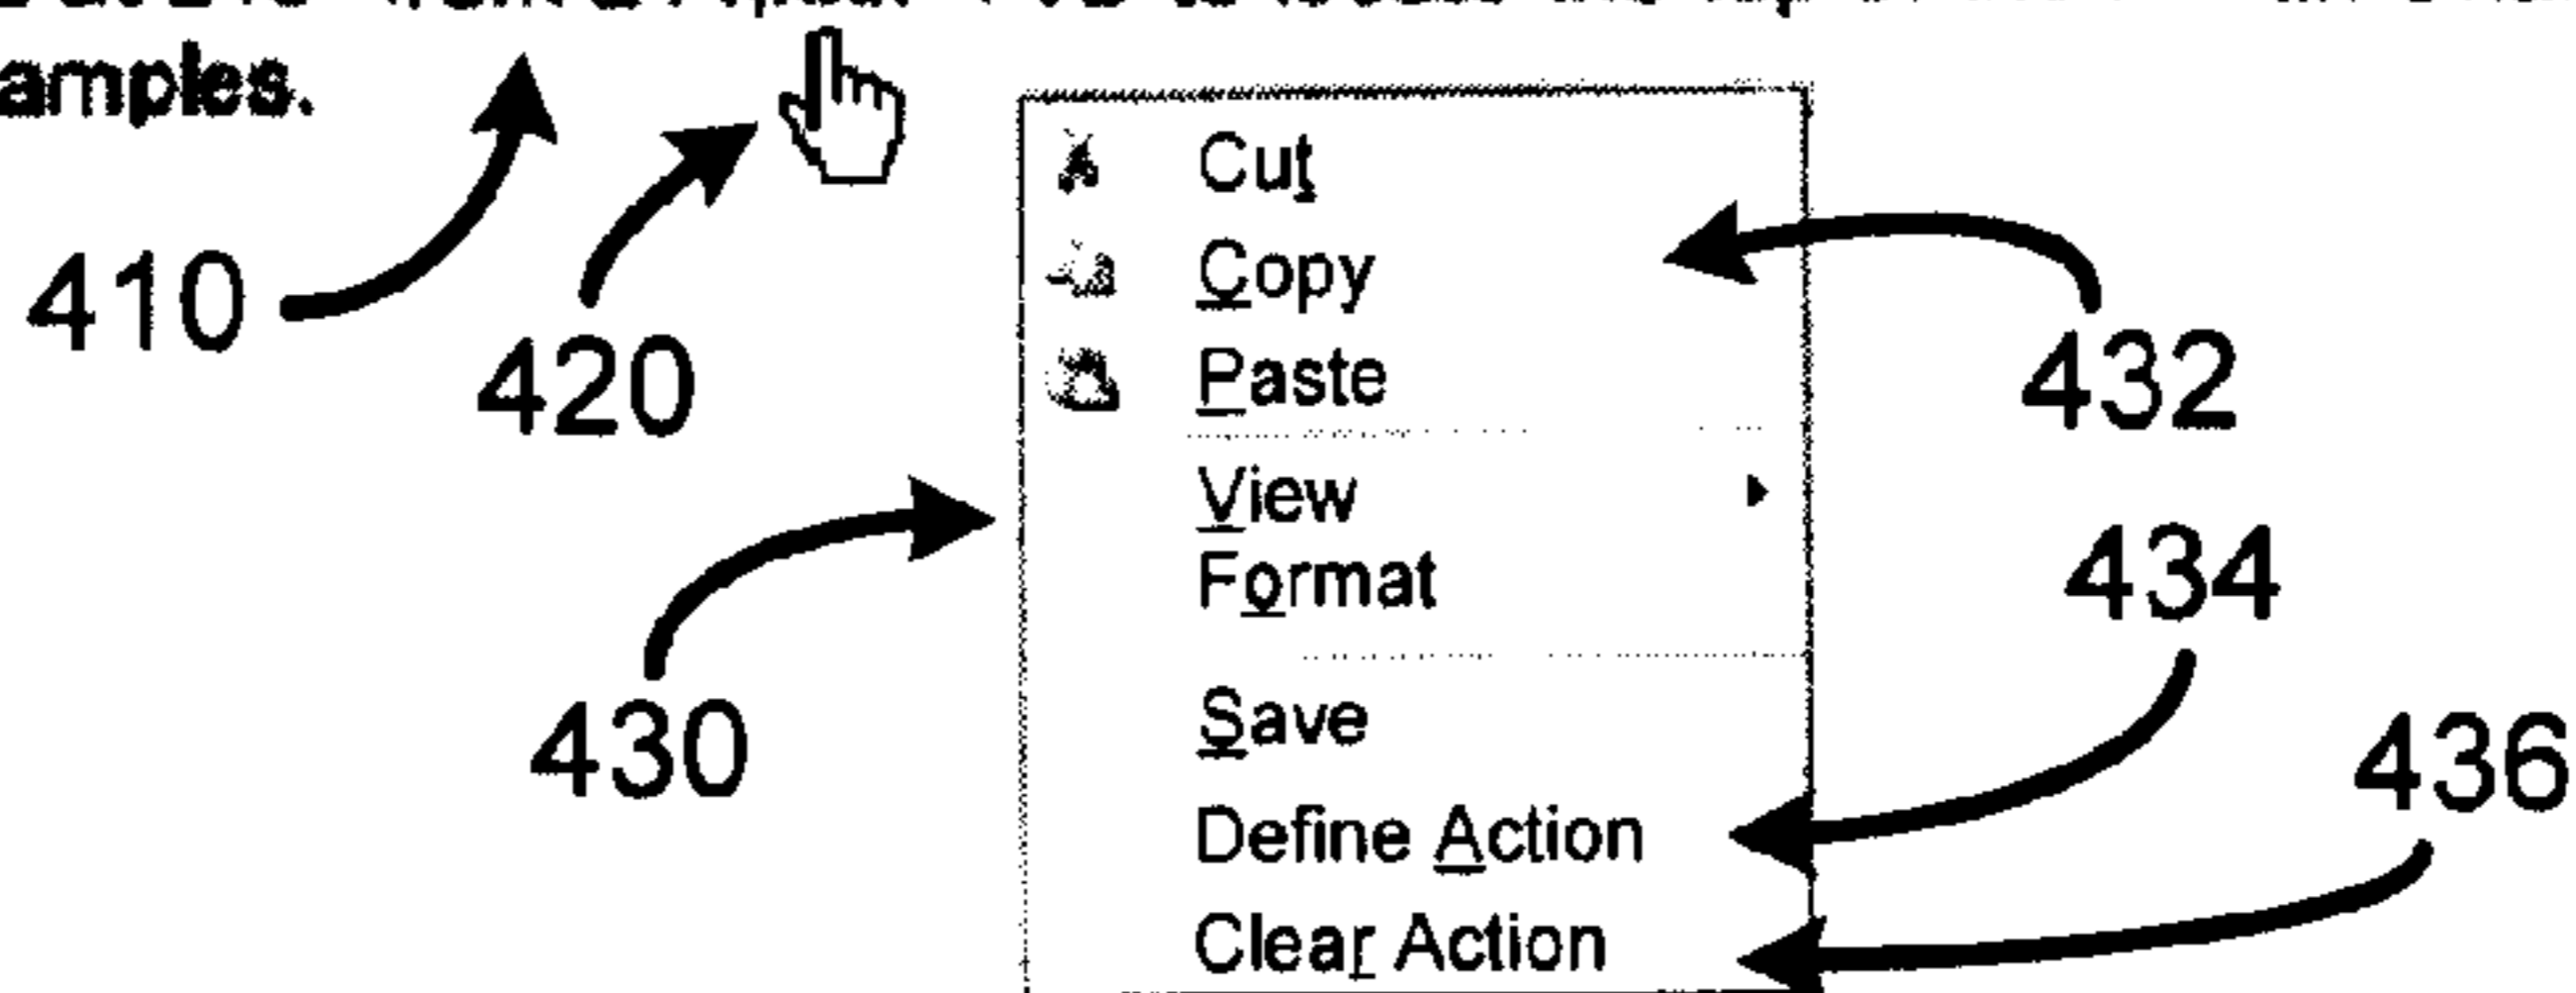 amples.
Cut
410
Copy
420
Paste
432
View
434
Format
430
Save
436
Define Action
Clear Action